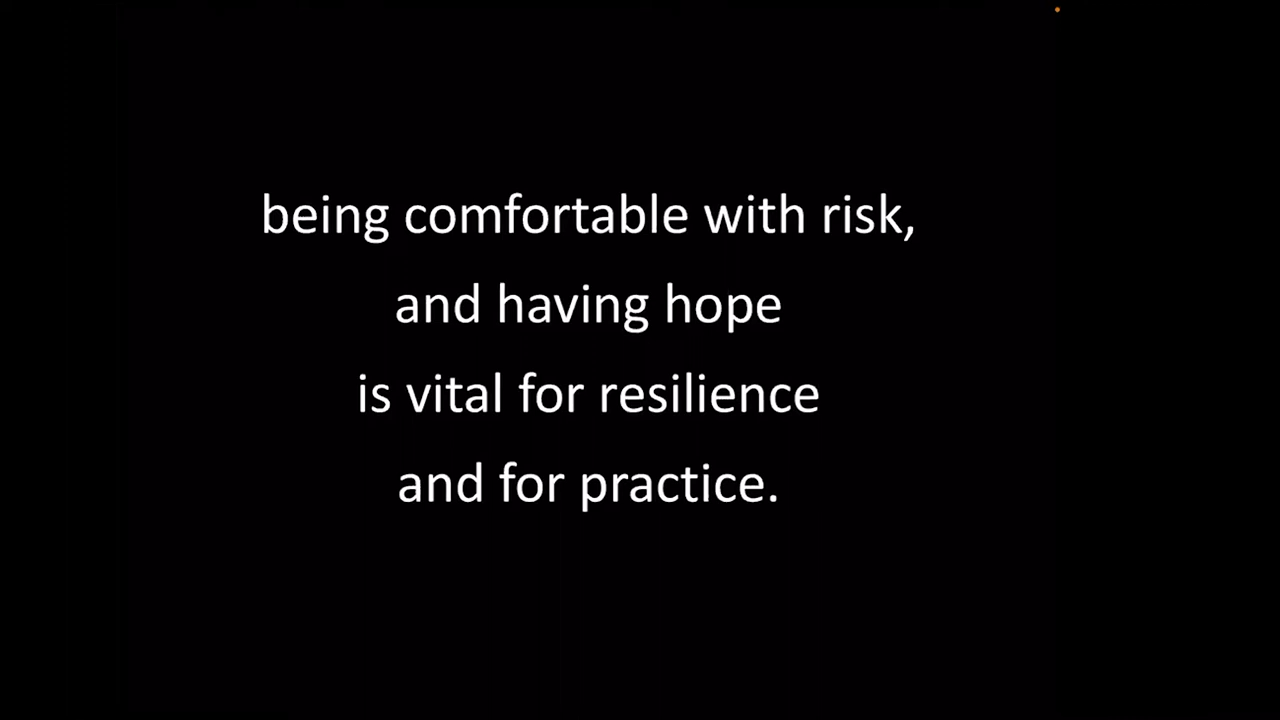 being comfortable with risk,
and having hope
is vital for resilience
and for practice.